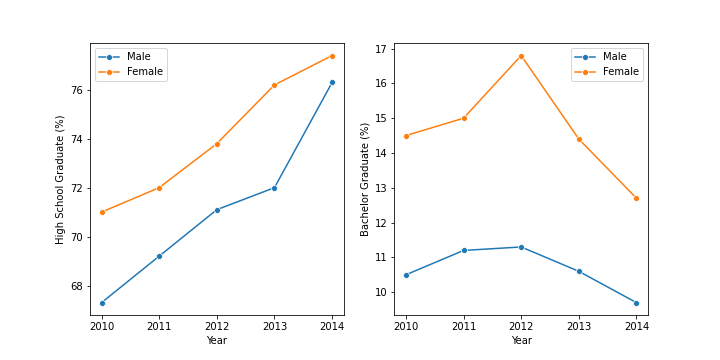 High School Graduate (%)
76
74
72
70
68
Male
Female
2010 2011 2012 2013 2014
Year
Bachelor Graduate (%)
17
16
15
14
13
12
11
10
Male
Female
2010 2011 2012 2013 2014
Year